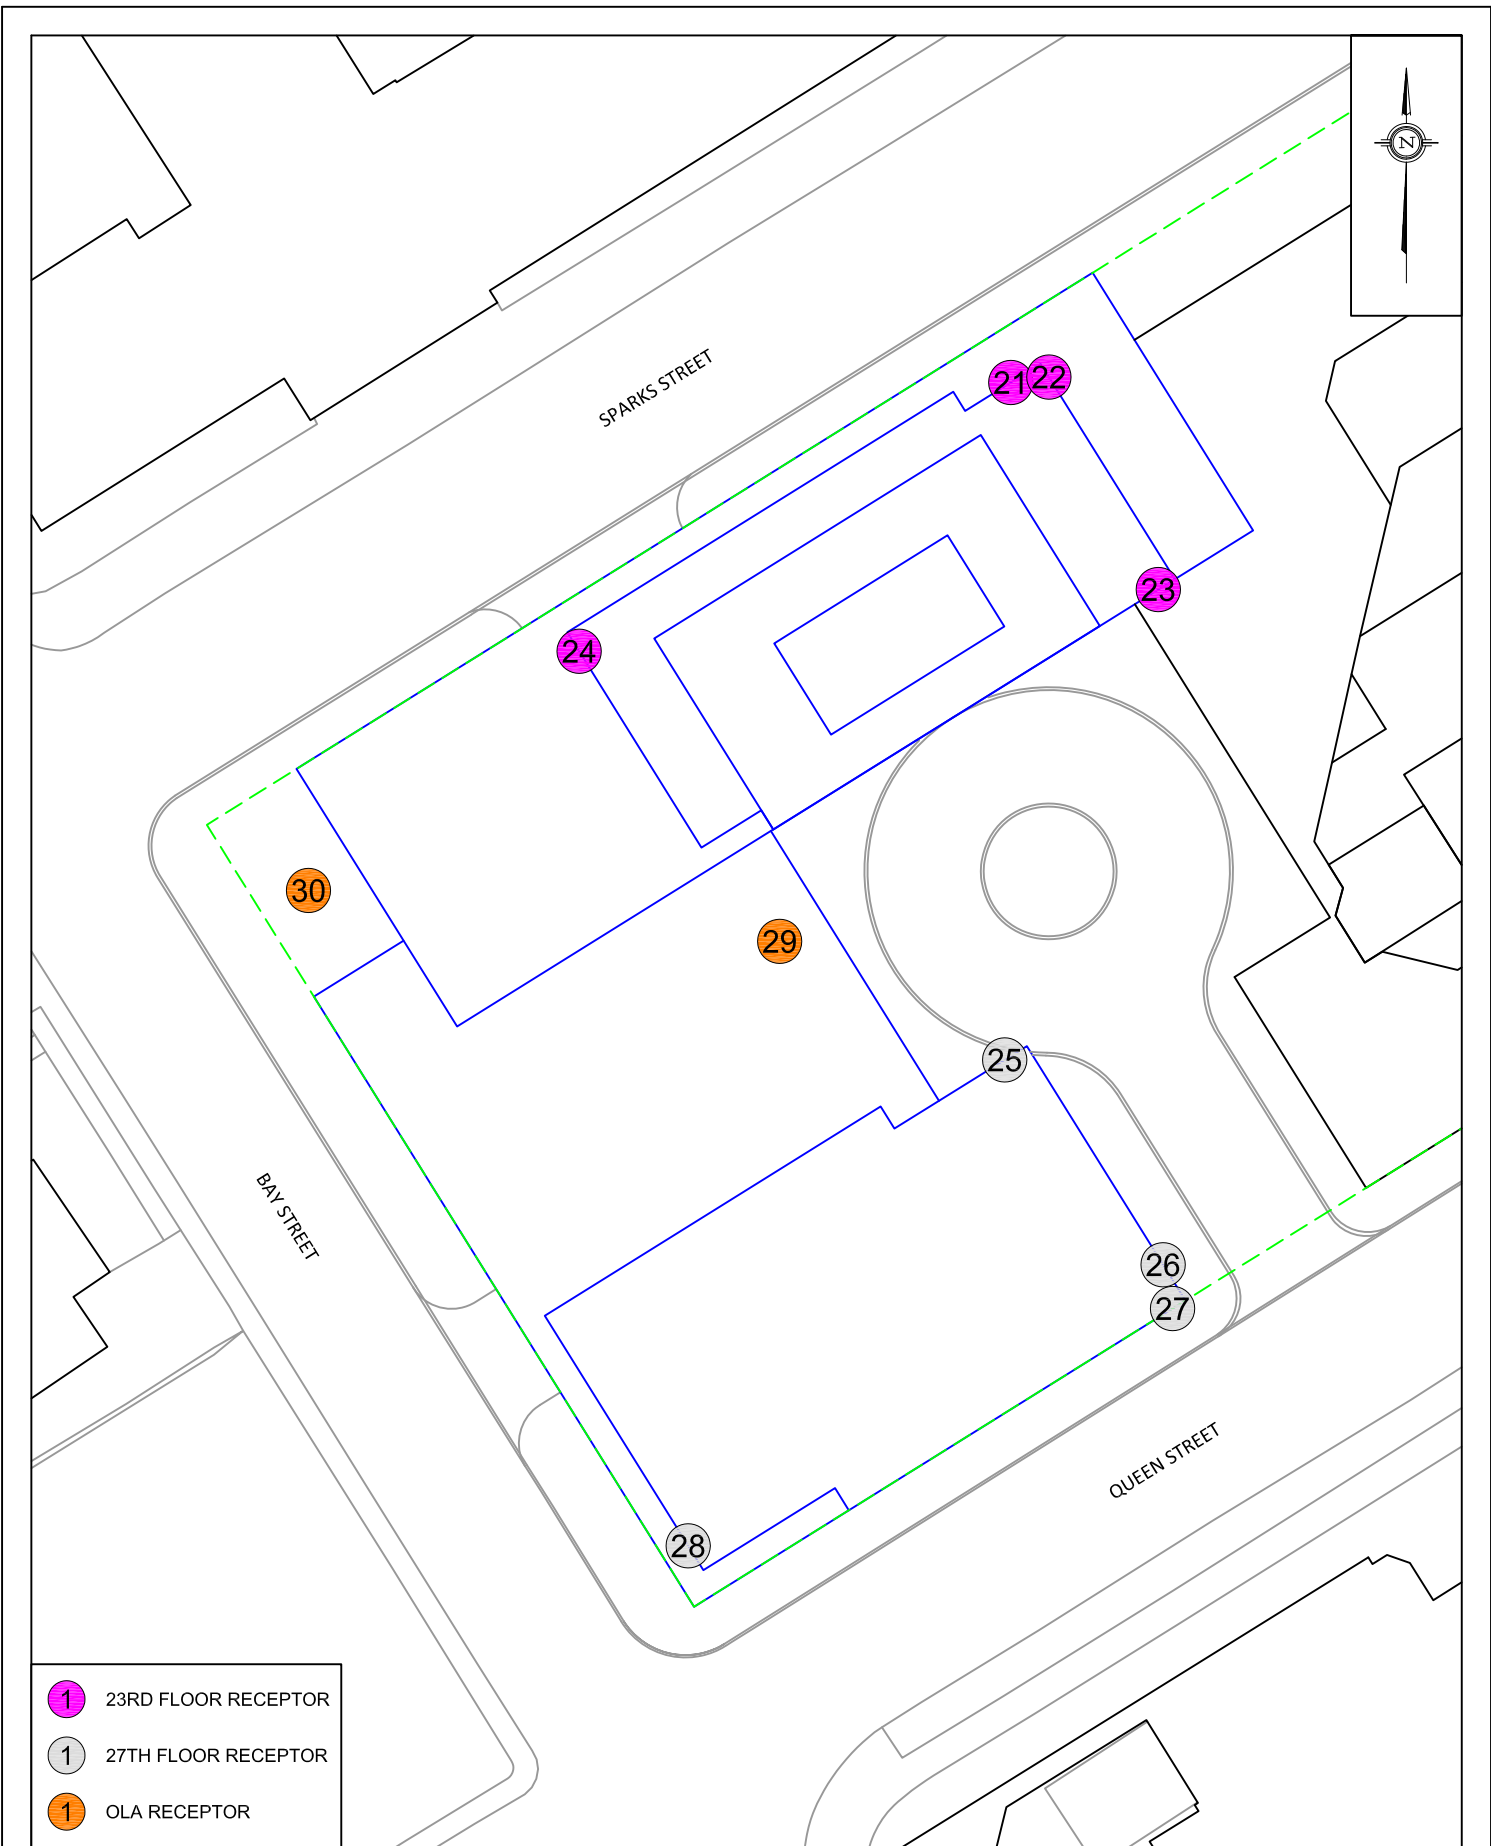 N
SPARKS STREET
21
22
23
24
30
29
25
BAY STREET
26
27
QUEEN STREET
28
1 23RD FLOOR RECEPTOR
1 27TH FLOOR RECEPTOR
1 OLA RECEPTOR